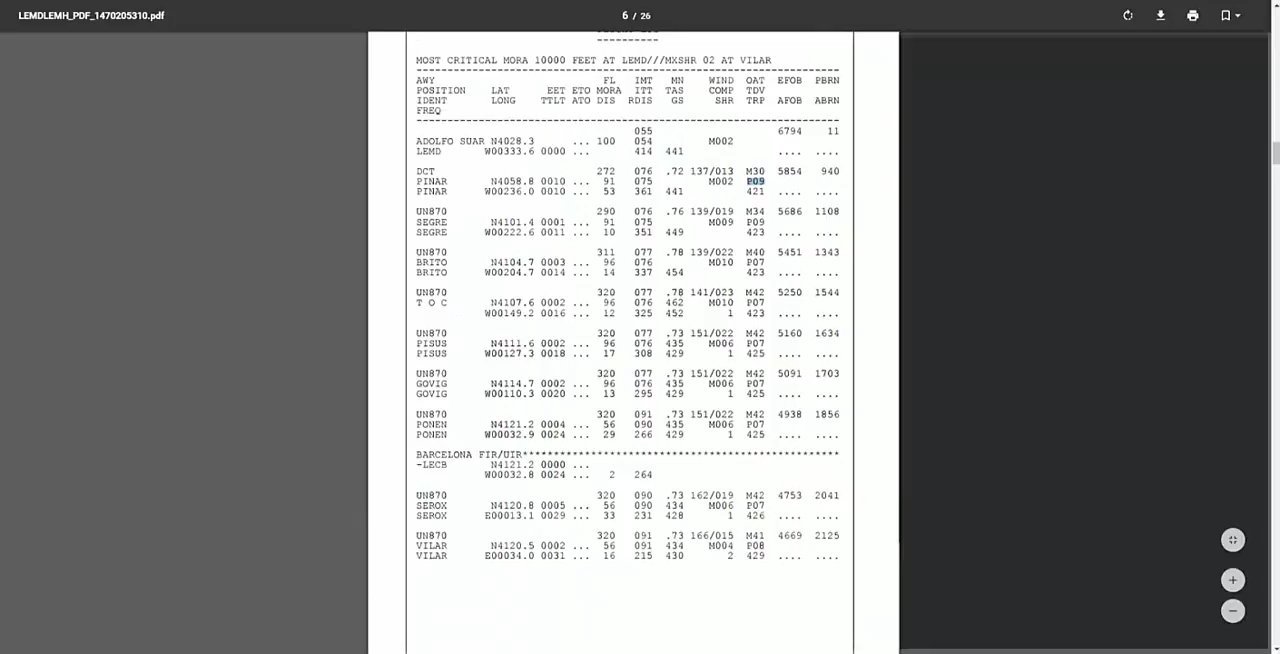 LEMDLEMH_PDF_1470205310.pdf
6 / 26
MOST CRITICAL MORA 10000 FEET AT LEMD///MXSHR 02 AT VILAR
AWY FL IMT MN WIND OAT EFOB PBRN
POSITION LAT EET ETO MORA ITT TAS COMP TDV
IDENT LONG TTLT ATO DIS RDIS GS SHR TRP AFOB ABRN
FREQ
055 6794 11
ADOLFO SUAR N4028.3 ... 100 054 M002
LEMD W00333.6 0000 ... 414 441 .... ....
DCT 272 076 .72 137/013 M30 5854 940
PINAR N4058.8 0010 ... 91 075 M002 P09
PINAR W00236.0 0010 ... 53 361 441 421 .... ....
UN870 290 076 .76 139/019 M34 5686 1108
SEGRE N4101.4 0001 ... 91 075 M009 P09
SEGRE W00222.6 0011 ... 10 351 449 423 .... ....
UN870 311 077 .78 139/022 M40 5451 1343
BRITO N4104.7 0003 ... 96 076 M010 P07
BRITO W00204.7 0014 ... 14 337 454 423 .... ....
UN870 320 077 .78 141/023 M42 5250 1544
T O C N4107.6 0002 ... 96 076 462 M010 P07
W00149.2 0016 ... 12 325 452 1 423 .... ....
UN870 320 077 .73 151/022 M42 5160 1634
PISUS N4111.6 0002 ... 96 076 435 M006 P07
PISUS W00127.3 0018 ... 17 308 429 1 425 .... ....
UN870 320 077 .73 151/022 M42 5091 1703
GOVIG N4114.7 0002 ... 96 076 435 M006 P07
GOVIG W00110.3 0020 ... 13 295 429 1 425 .... ....
UN870 320 091 .73 151/022 M42 4938 1856
PONEN N4121.2 0004 ... 56 090 435 M006 P07
PONEN W00032.9 0024 ... 29 266 429 1 425 .... ....
BARCELONA FIR/UIR************************************************************
-LECB N4121.2 0000 ...
W00032.8 0024 ... 2 264
UN870 320 090 .73 162/019 M42 4753 2041
SEROX N4120.8 0005 ... 56 090 434 M006 P07
SEROX E00013.1 0029 ... 33 231 428 1 426 .... ....
UN870 320 091 .73 166/015 M41 4669 2125
VILAR N4120.5 0002 ... 56 091 434 M004 P08
VILAR E00034.0 0031 ... 16 215 430 2 429 .... ....